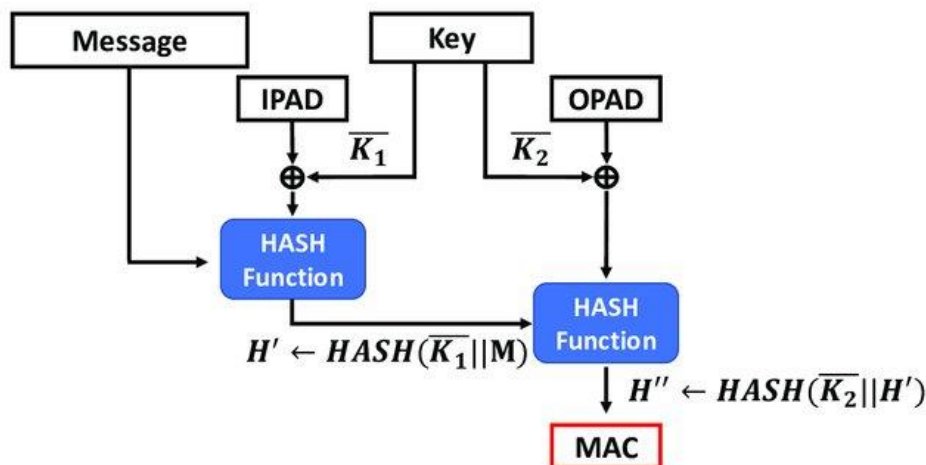 Message
Key
IPAD
OPAD
K̅₁
K̅₂
⊕
⊕
HASH
Function
HASH
Function
H′ ← HASH(K̅₁||M)
H′′ ← HASH(K̅₂||H′)
MAC